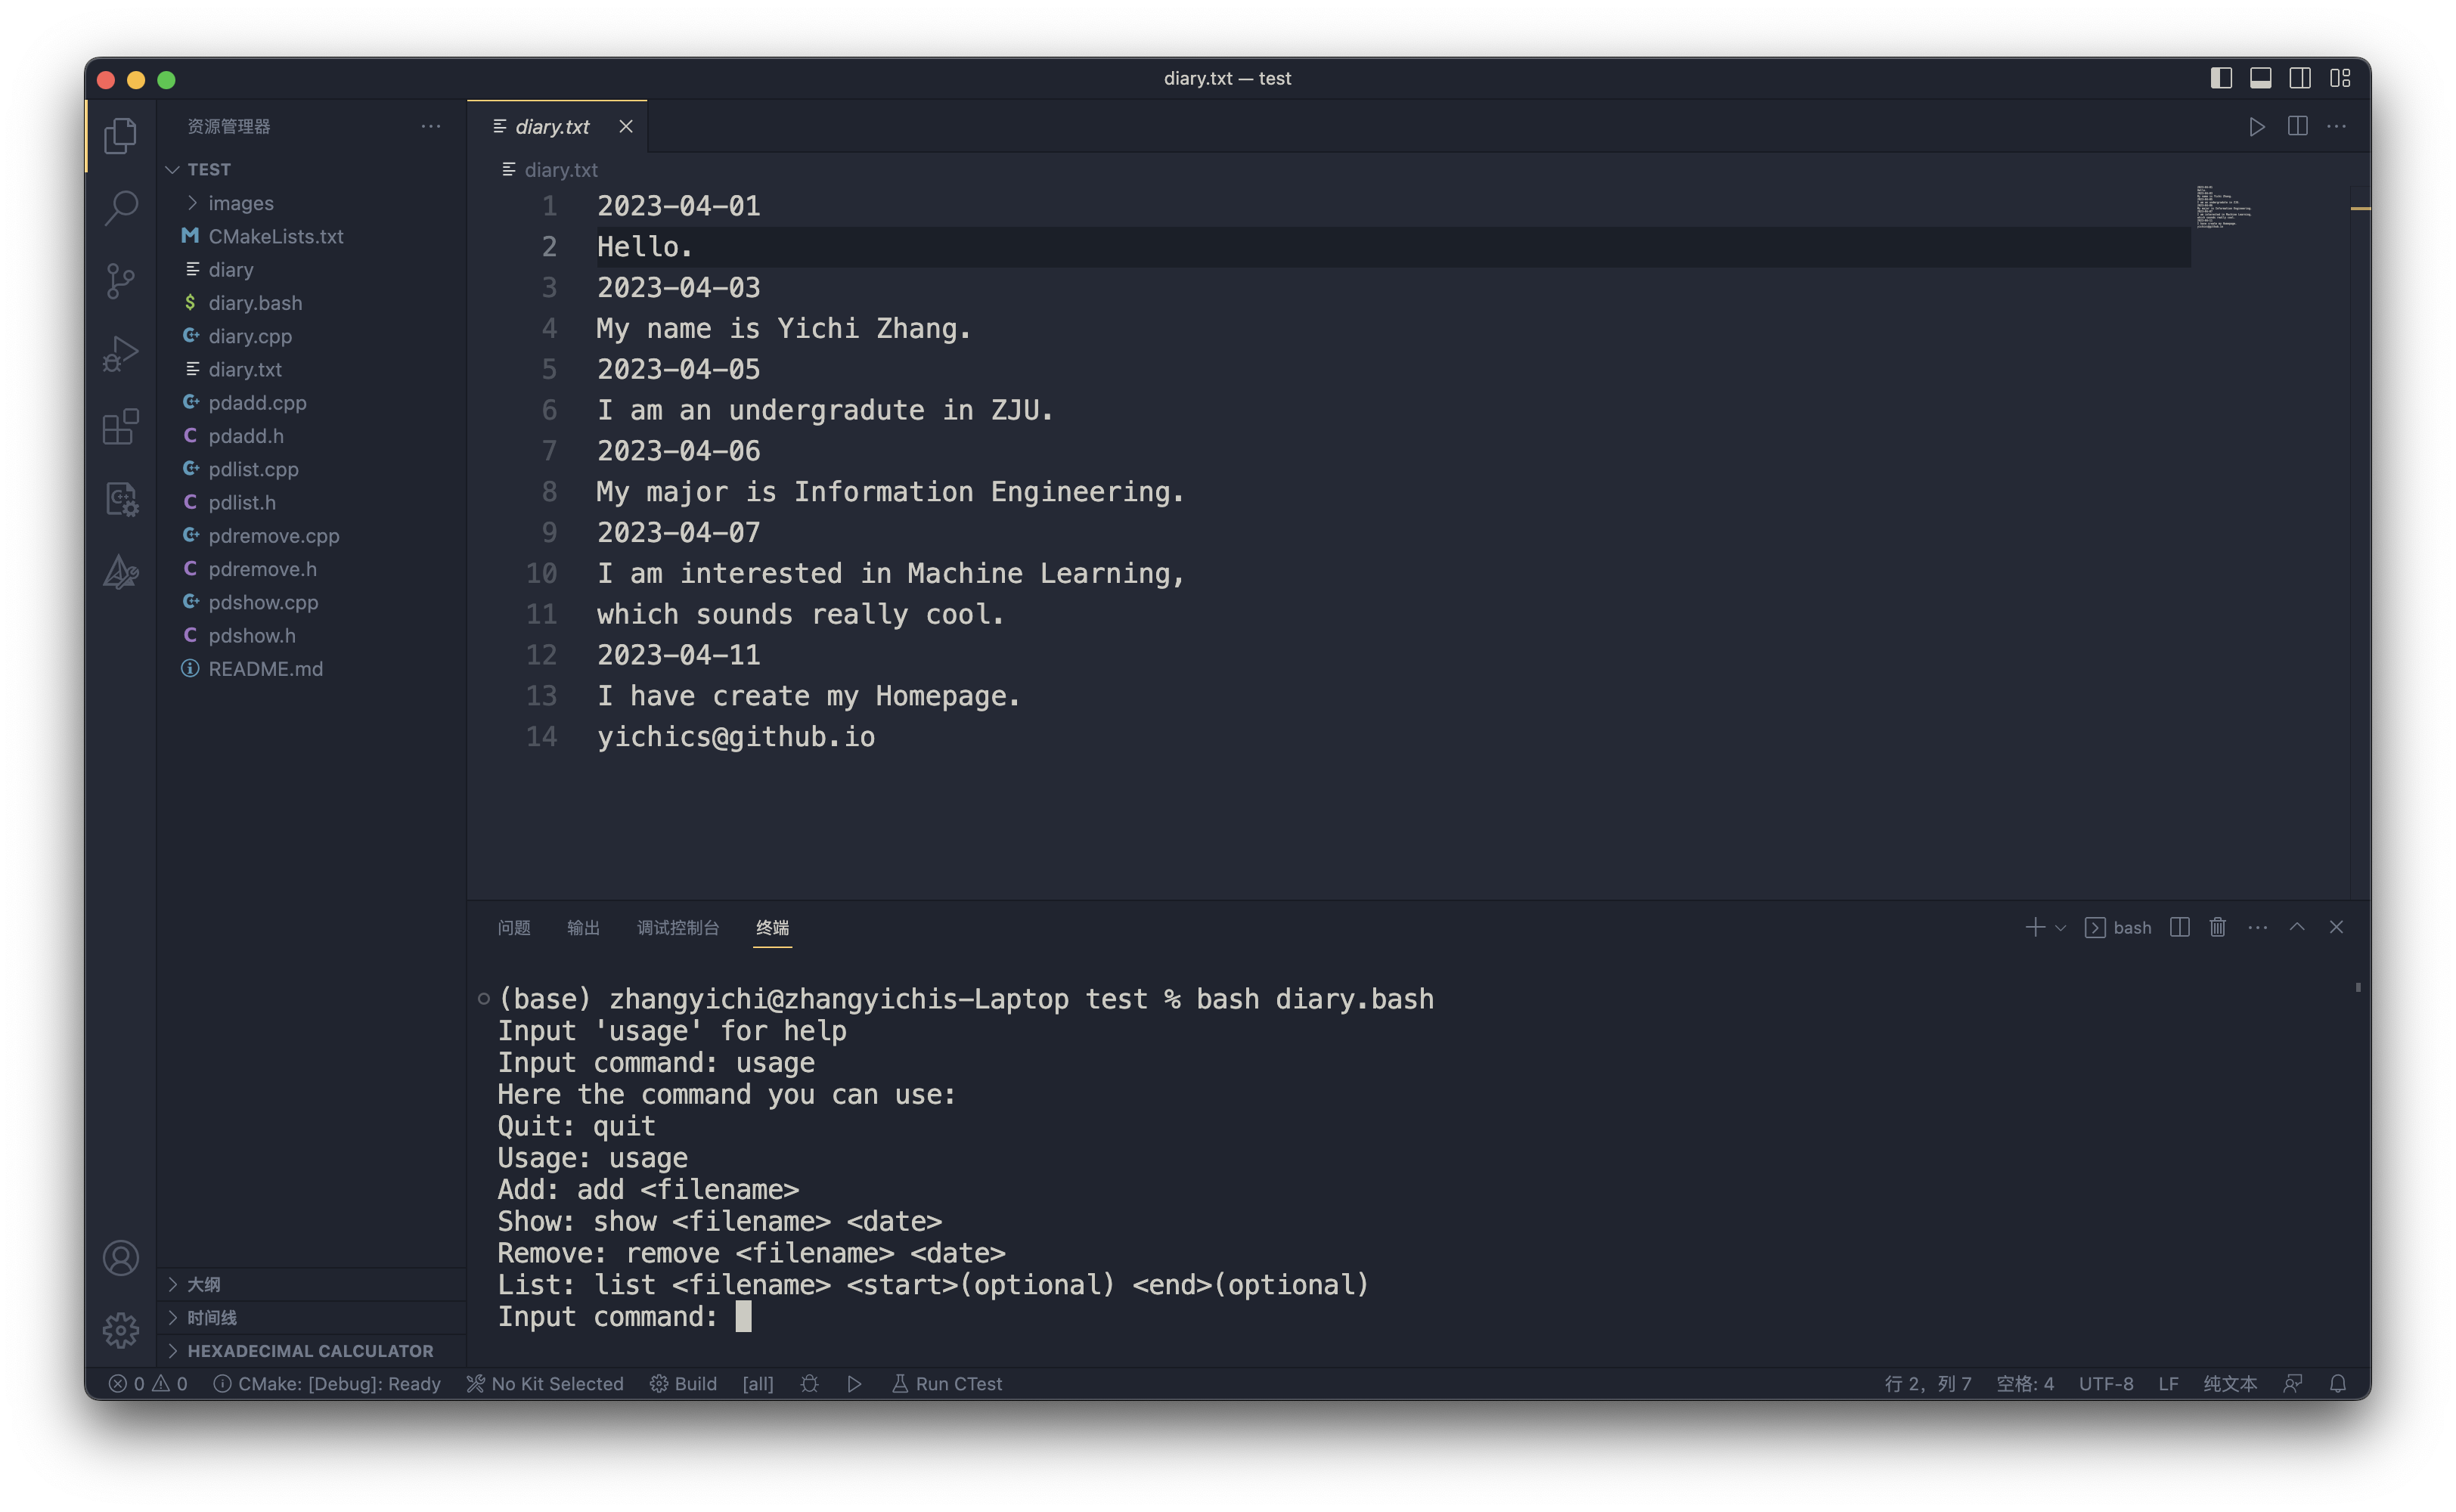 diary.txt — test
资源管理器
TEST
images
CMakeLists.txt
diary
diary.bash
diary.cpp
diary.txt
pdadd.cpp
pdadd.h
pdlist.cpp
pdlist.h
pdremove.cpp
pdremove.h
pdshow.cpp
pdshow.h
README.md
大纲
时间线
HEXADECIMAL CALCULATOR
diary.txt
diary.txt
1 2023-04-01
2 Hello.
3 2023-04-03
4 My name is Yichi Zhang.
5 2023-04-05
6 I am an undergradute in ZJU.
7 2023-04-06
8 My major is Information Engineering.
9 2023-04-07
10 I am interested in Machine Learning,
11 which sounds really cool.
12 2023-04-11
13 I have create my Homepage.
14 yichics@github.io
问题 输出 调试控制台 终端
bash
(base) zhangyichi@zhangyichis-Laptop test % bash diary.bash
Input 'usage' for help
Input command: usage
Here the command you can use:
Quit: quit
Usage: usage
Add: add <filename>
Show: show <filename> <date>
Remove: remove <filename> <date>
List: list <filename> <start>(optional) <end>(optional)
Input command:
0 0 CMake: [Debug]: Ready No Kit Selected Build [all] Run CTest 行 2，列 7 空格: 4 UTF-8 LF 纯文本